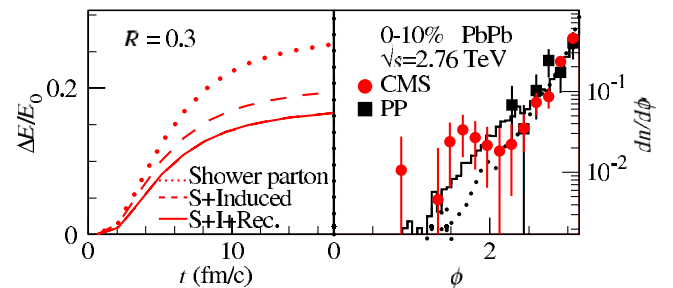 R = 0.3
0-10% PbPb
√s=2.76 TeV
CMS
PP
Shower parton
S+Induced
S+I+Rec.
ΔE/E₀
0.2
0
0
10
t (fm/c)
0
2
ϕ
10⁻¹
10⁻²
dn/dϕ